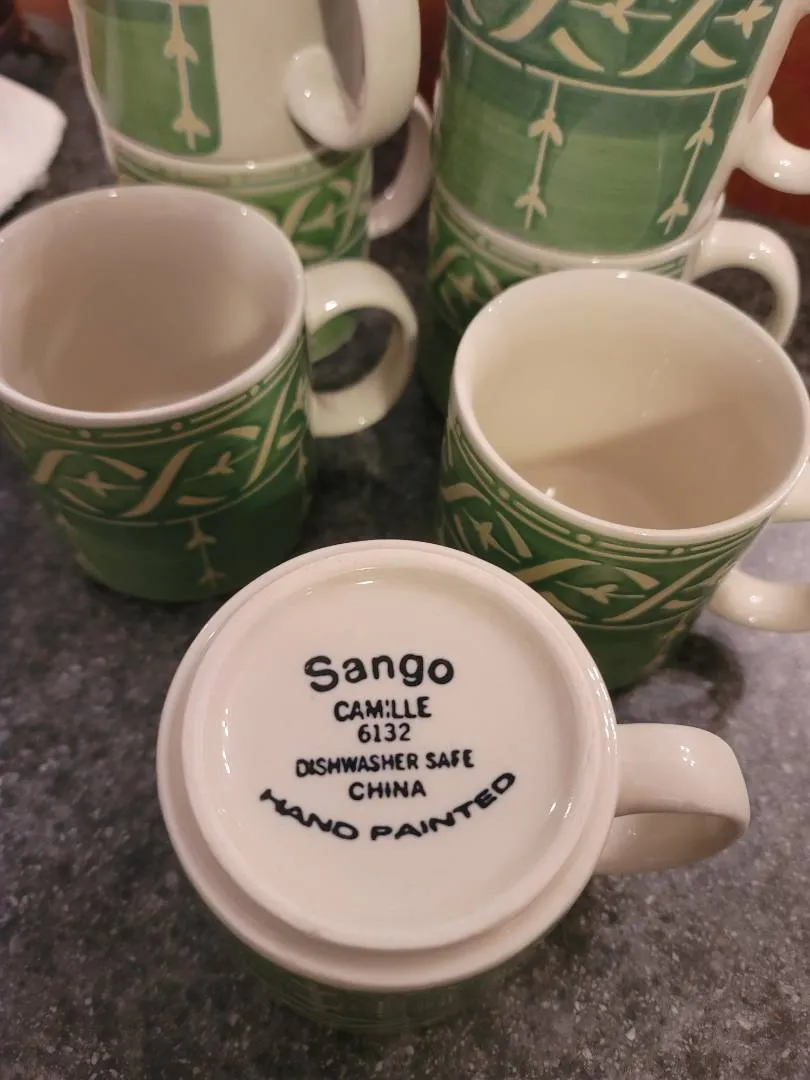 Sango
CAMILLE
6132
DISHWASHER SAFE
CHINA
HAND PAINTED